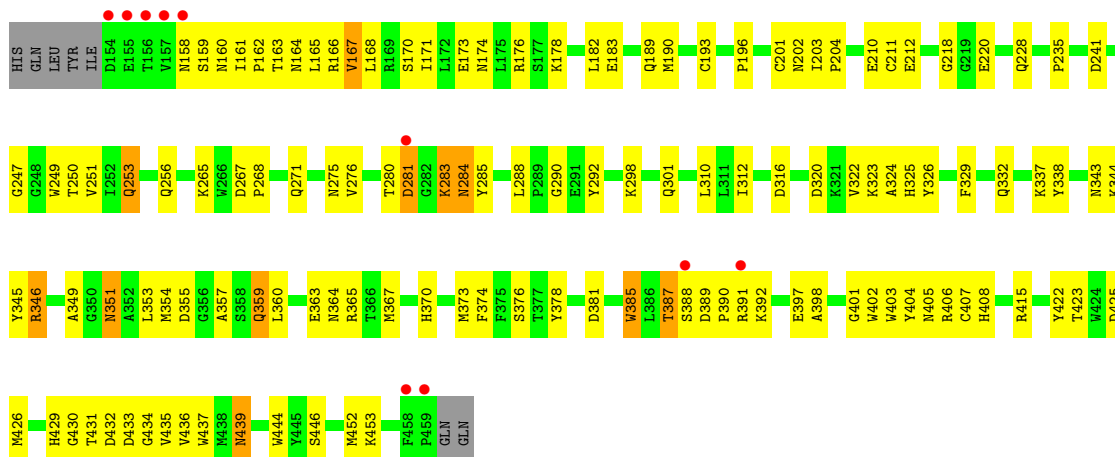 HIS GLN LEU TYR ILE D154 E155 T156 V157 N158 S159 N160 I161 P162 T163 N164 L165 R166 V167 L168 R169 S170 I171 L172 E173 N174 L175 R176 S177 K178 L182 E183 Q189 M190 C193 P196 C201 N202 I203 P204 E210 C211 E212 G218 G219 E220 Q228 P235 D241
G247 G248 W249 T250 V251 I252 Q253 Q256 K265 W266 D267 P268 Q271 N275 V276 T280 D281 G282 K283 N284 Y285 L288 P289 G290 E291 Y292 K298 Q301 L310 L311 I312 D316 D320 K321 V322 K323 A324 H325 Y326 F329 Q332 K337 Y338 N343 K344
Y345 R346 A349 G350 N351 A352 L353 M354 D355 G356 A357 S358 Q359 L360 E363 N364 R365 T366 M367 H370 M373 F374 F375 S376 T377 Y378 D381 W385 L386 T387 S388 D389 P390 R391 K392 E397 A398 G401 W402 W403 Y404 N405 R406 C407 H408 R415 Y422 T423 W424 D425
M426 H429 G430 T431 D432 D433 G434 V435 V436 W437 M438 N439 W444 Y445 S446 M452 K453 F458 P459 GLN GLN